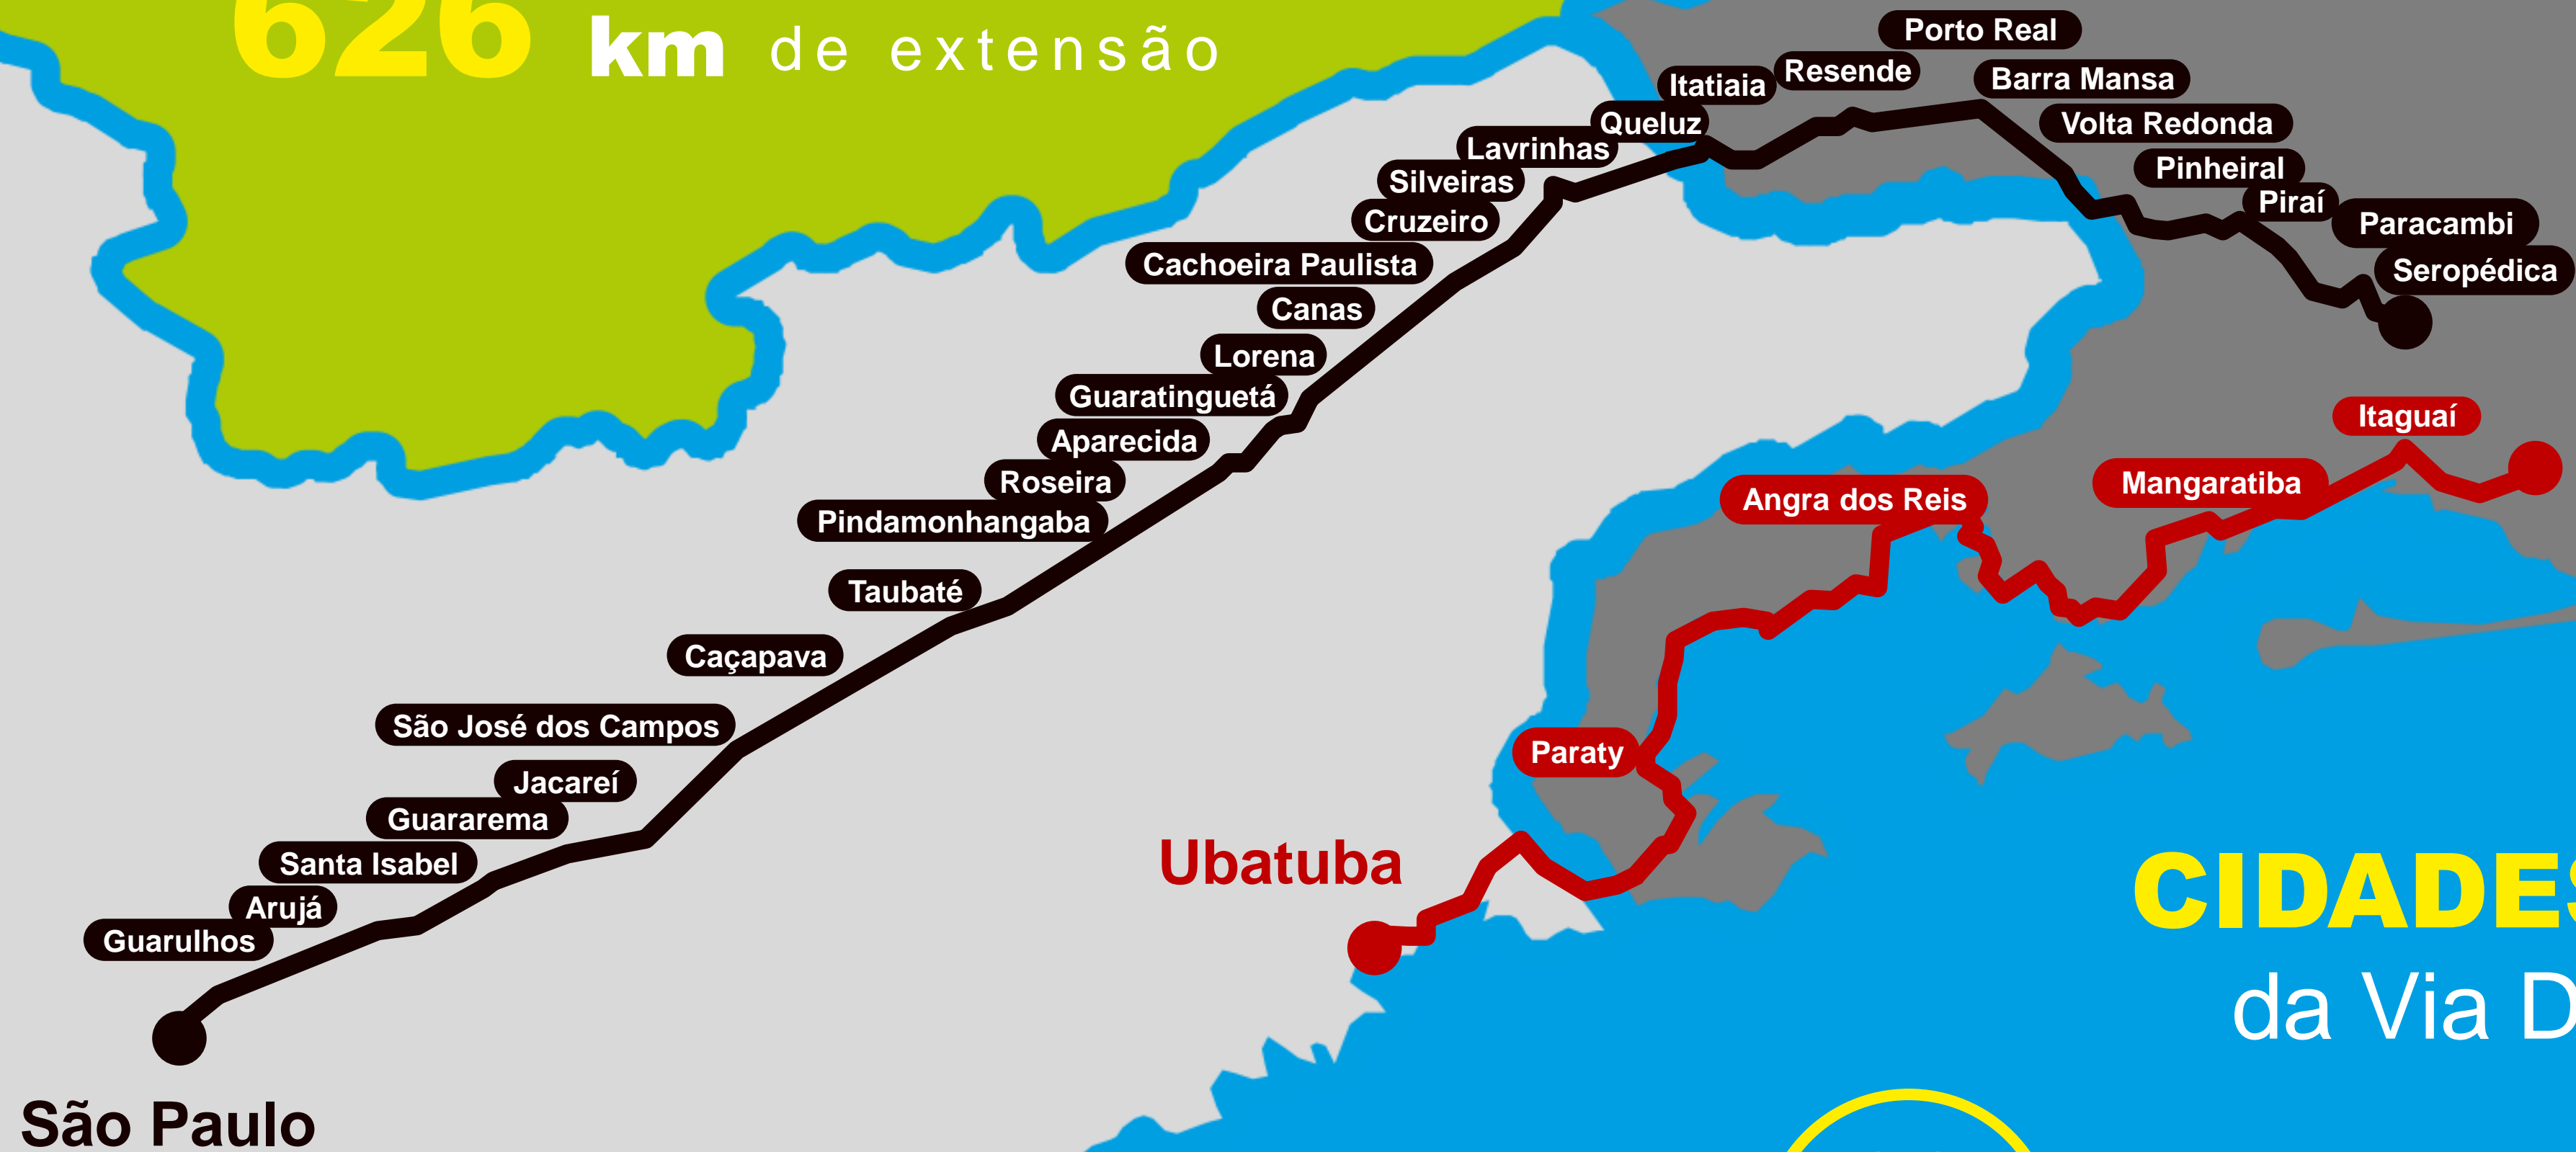 626 km de extensão
Porto Real
Resende
Barra Mansa
Itatiaia
Volta Redonda
Queluz
Lavrinhas
Pinheiral
Silveiras
Piraí
Cruzeiro
Paracambi
Cachoeira Paulista
Seropédica
Canas
Lorena
Guaratinguetá
Itaguaí
Aparecida
Roseira
Mangaratiba
Angra dos Reis
Pindamonhangaba
Taubaté
Caçapava
São José dos Campos
Paraty
Jacareí
Guararema
Santa Isabel
Ubatuba
Arujá
Guarulhos
CIDADES
da Via D
São Paulo